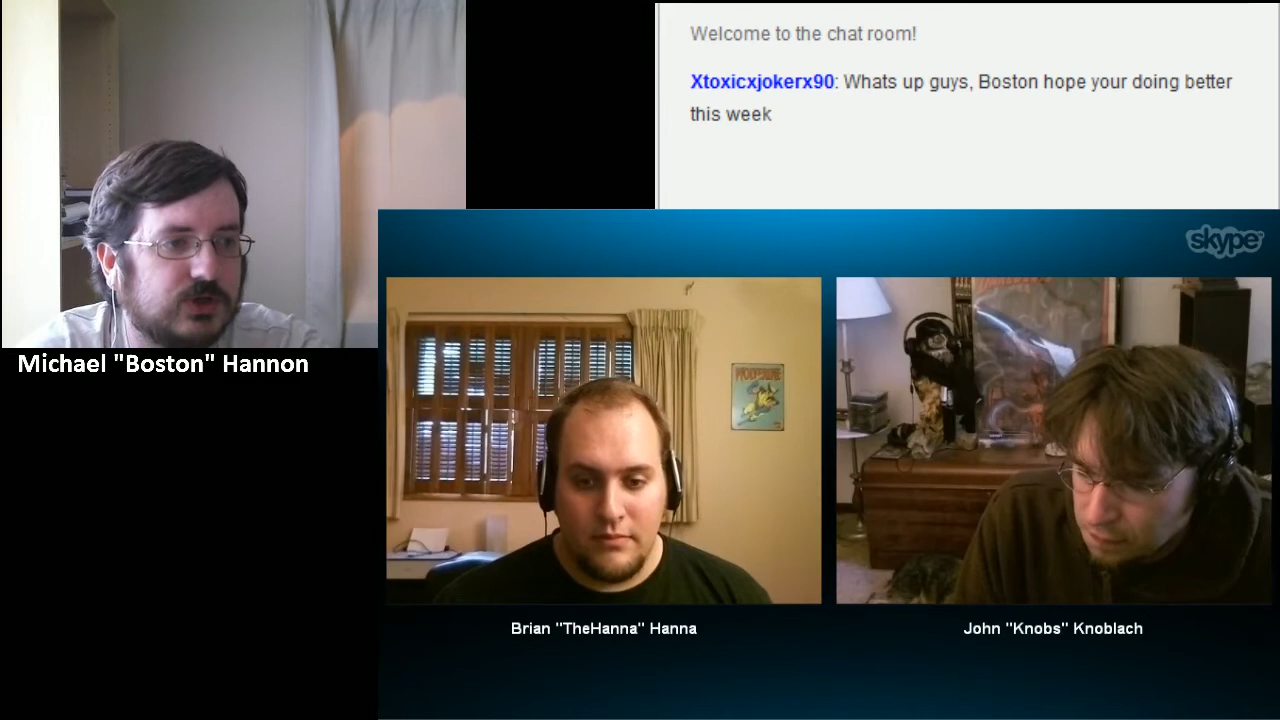 Welcome to the chat room!
Xtoxicxjokerx90: Whats up guys, Boston hope your doing better
this week
skype
Michael "Boston" Hannon
WOLVERINE
Brian "TheHanna" Hanna
John "Knobs" Knoblach